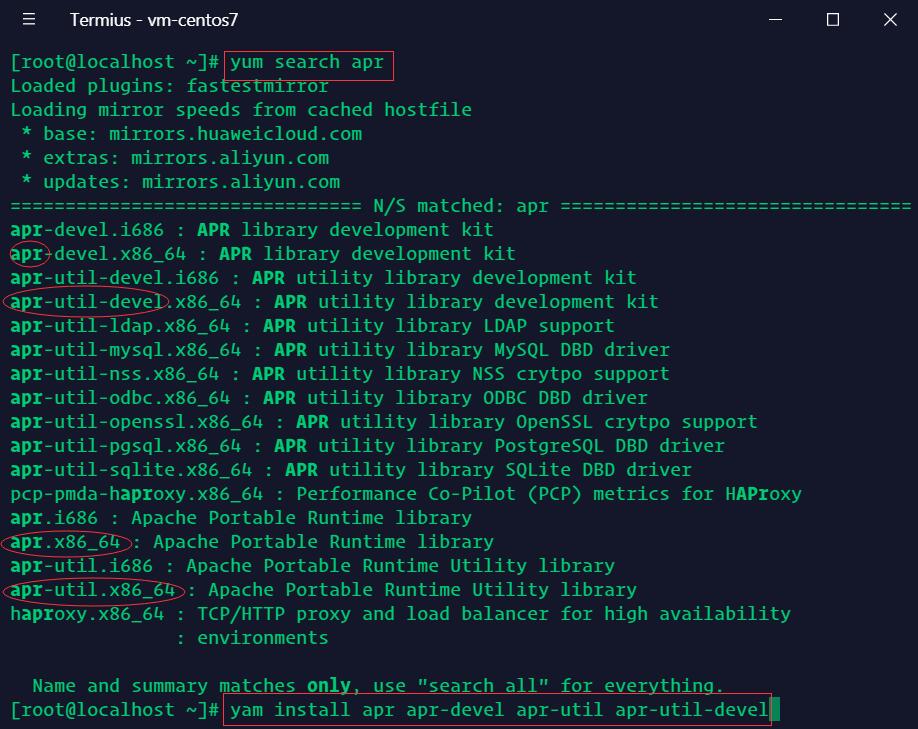 Termius - vm-centos7
[root@localhost ~]# yum search apr
Loaded plugins: fastestmirror
Loading mirror speeds from cached hostfile
 * base: mirrors.huaweicloud.com
 * extras: mirrors.aliyun.com
 * updates: mirrors.aliyun.com
================================ N/S matched: apr ================================
apr-devel.i686 : APR library development kit
apr-devel.x86_64 : APR library development kit
apr-util-devel.i686 : APR utility library development kit
apr-util-devel.x86_64 : APR utility library development kit
apr-util-ldap.x86_64 : APR utility library LDAP support
apr-util-mysql.x86_64 : APR utility library MySQL DBD driver
apr-util-nss.x86_64 : APR utility library NSS crytpo support
apr-util-odbc.x86_64 : APR utility library ODBC DBD driver
apr-util-openssl.x86_64 : APR utility library OpenSSL crytpo support
apr-util-pgsql.x86_64 : APR utility library PostgreSQL DBD driver
apr-util-sqlite.x86_64 : APR utility library SQLite DBD driver
pcp-pmda-haproxy.x86_64 : Performance Co-Pilot (PCP) metrics for HAProxy
apr.i686 : Apache Portable Runtime library
apr.x86_64 : Apache Portable Runtime library
apr-util.i686 : Apache Portable Runtime Utility library
apr-util.x86_64 : Apache Portable Runtime Utility library
haproxy.x86_64 : TCP/HTTP proxy and load balancer for high availability
               : environments
  Name and summary matches only, use "search all" for everything.
[root@localhost ~]# yam install apr apr-devel apr-util apr-util-devel